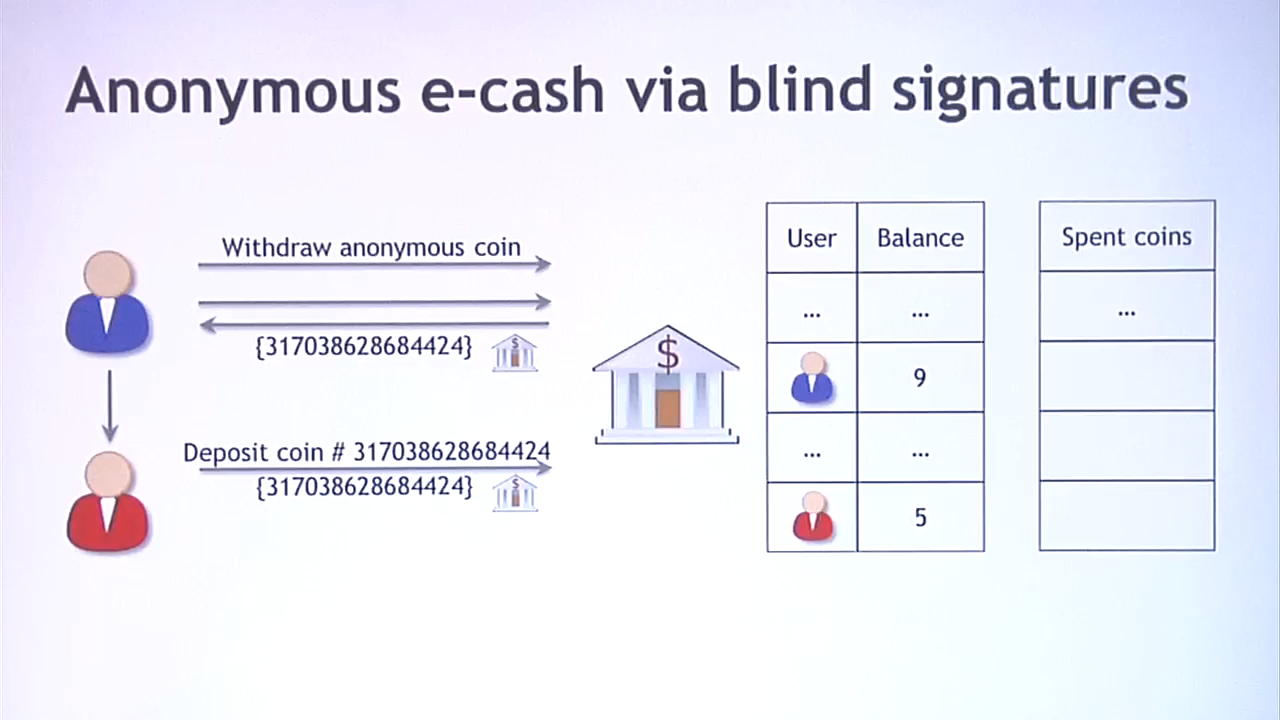 Anonymous e-cash via blind signatures
Withdraw anonymous coin
{317038628684424} $
Deposit coin # 317038628684424
{317038628684424} $
$
User Balance
... ...
9
... ...
5
Spent coins
...